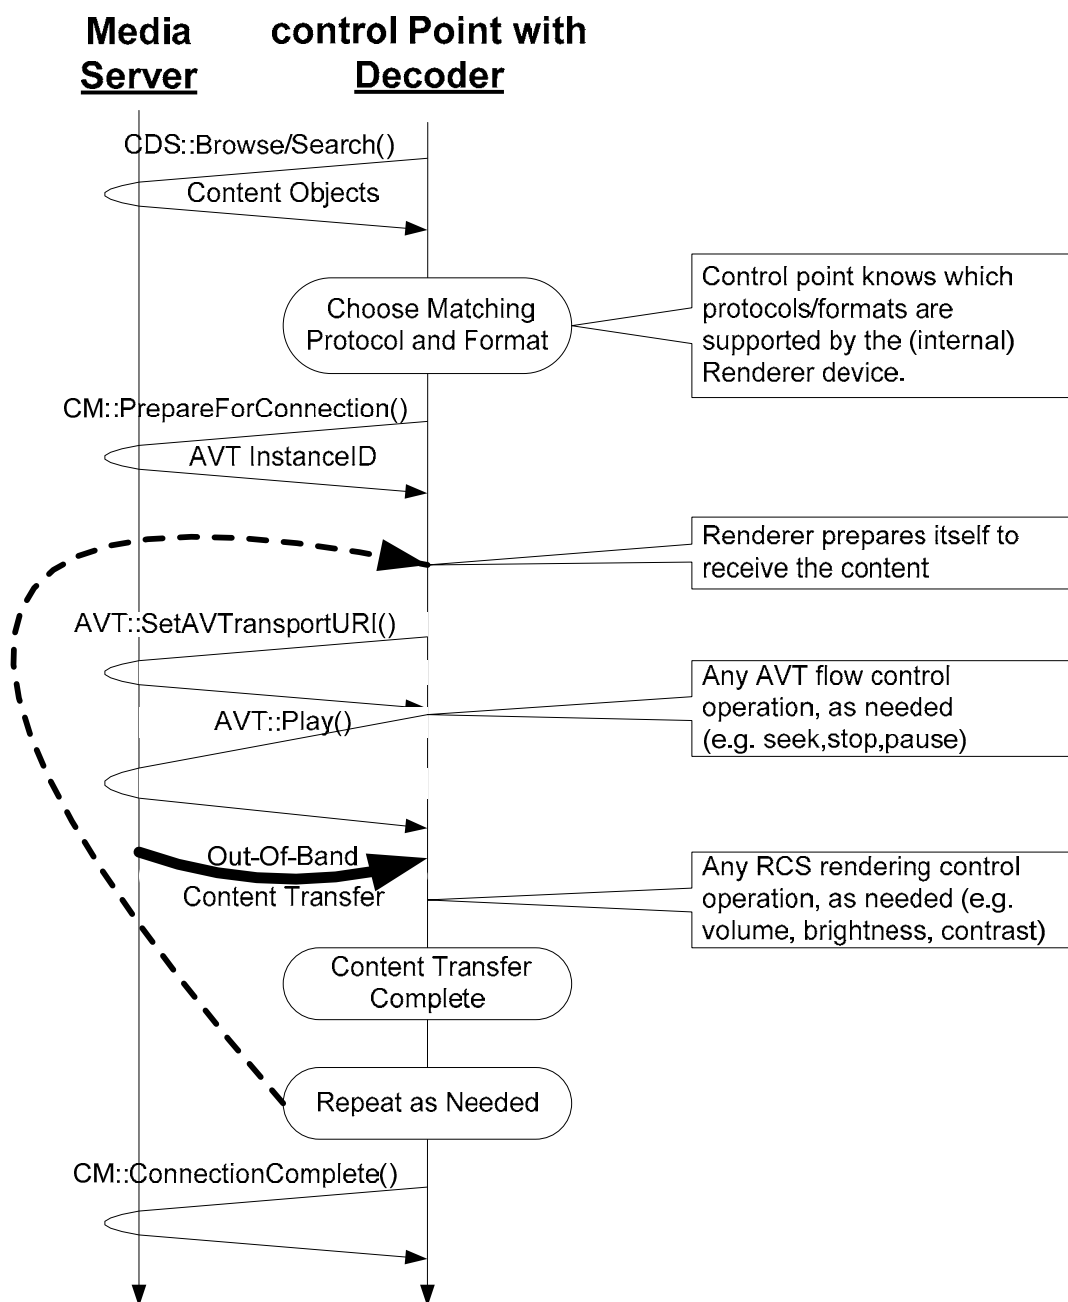 Media
Server
control Point with
Decoder
CDS::Browse/Search()
Content Objects
Choose Matching
Protocol and Format
Control point knows which
protocols/formats are
supported by the (internal)
Renderer device.
CM::PrepareForConnection()
AVT InstanceID
Renderer prepares itself to
receive the content
AVT::SetAVTransportURI()
Any AVT flow control
operation, as needed
(e.g. seek,stop,pause)
AVT::Play()
Out-Of-Band
Content Transfer
Any RCS rendering control
operation, as needed (e.g.
volume, brightness, contrast)
Content Transfer
Complete
Repeat as Needed
CM::ConnectionComplete()